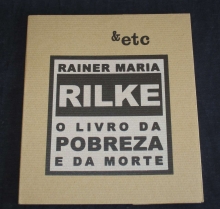 & etc
RAINER MARIA
RILKE
O LIVRO DA
POBREZA
E DA MORTE